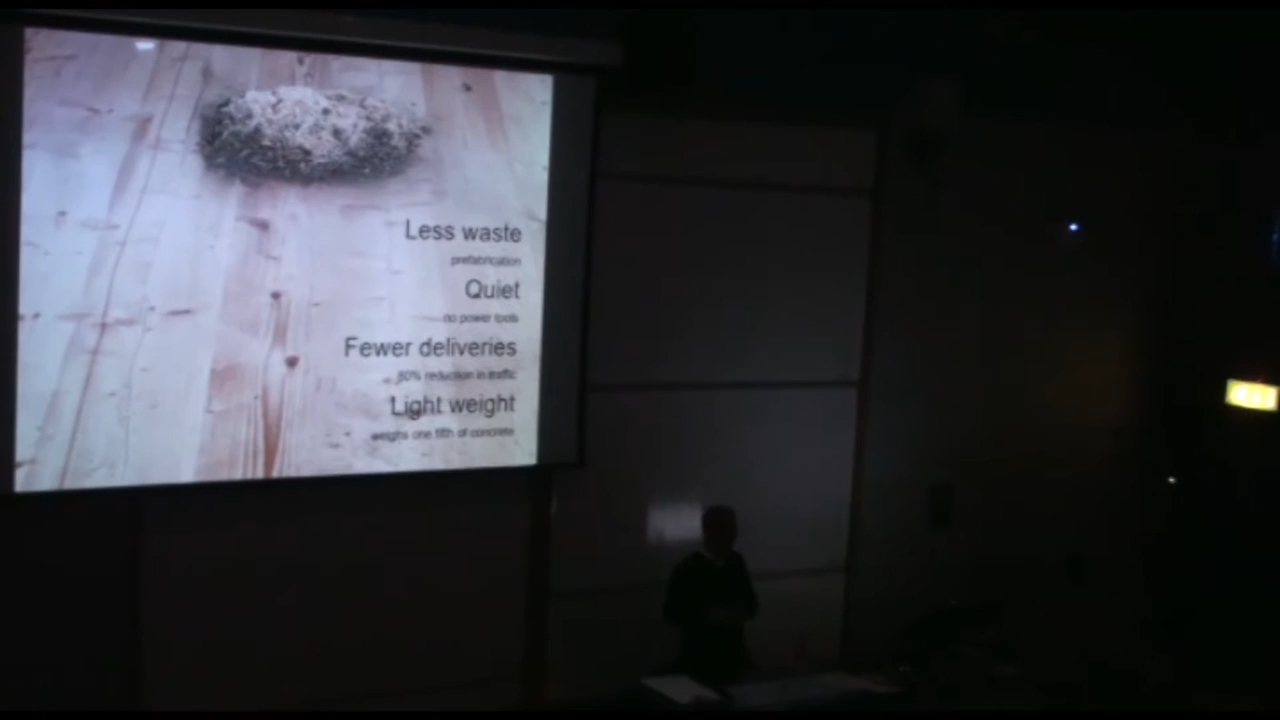 Less waste
prefabrication
Quiet
no power tools
Fewer deliveries
80% reduction in traffic
Light weight
weighs one fifth of concrete